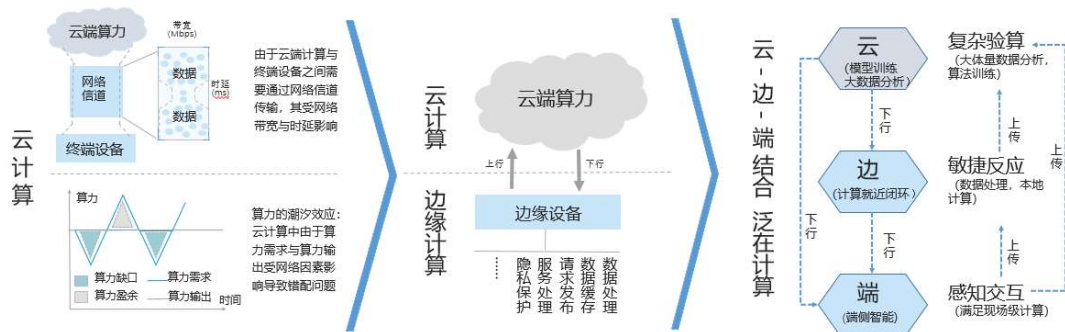 云计算
云端算力
网络
信道
终端设备
带宽
(Mbps)
数据
数据
时延
(ms)
由于云端计算与
终端设备之间需
要通过网络信道
传输，其受网络
带宽与时延影响
算力
算力缺口
算力需求
算力盈余
算力输出
时间
算力的潮汐效应：
云计算中由于算
力需求与算力输
出受网络因素影
响导致错配问题
云计算
边缘计算
云端算力
上行
下行
边缘设备
……
隐私保护
服务处理
请求发布
数据缓存
数据处理
云-边-端结合 泛在计算
云
(模型训练
大数据分析)
下行
边
(计算就近闭环)
下行
下行
端
(端侧智能)
复杂验算
(大体量数据分析，
算法训练)
上传
上传
敏捷反应
(数据处理，本地
计算)
上传
感知交互
(满足现场级计算)